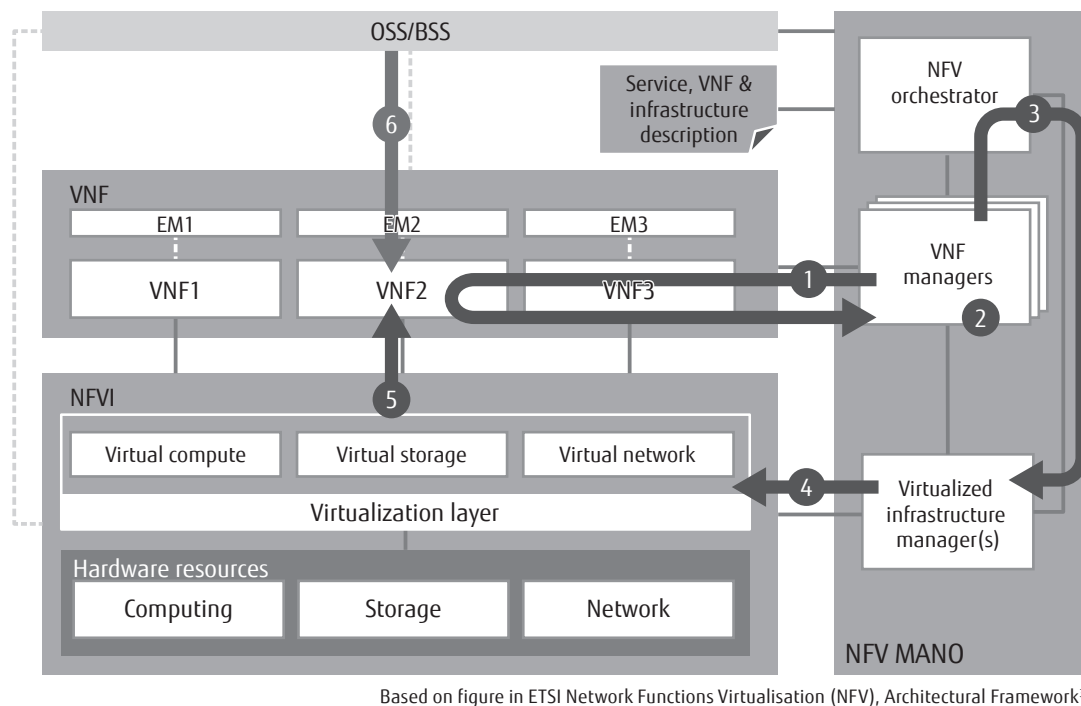 OSS/BSS
Service, VNF &
infrastructure
description
NFV
orchestrator
3
6
VNF
EM1
EM2
EM3
VNF1
VNF2
VNF3
1
VNF
managers
2
5
NFVI
Virtual compute
Virtual storage
Virtual network
4
Virtualized
infrastructure
manager(s)
Virtualization layer
Hardware resources
Computing
Storage
Network
NFV MANO
Based on figure in ETSI Network Functions Virtualisation (NFV), Architectural Framework